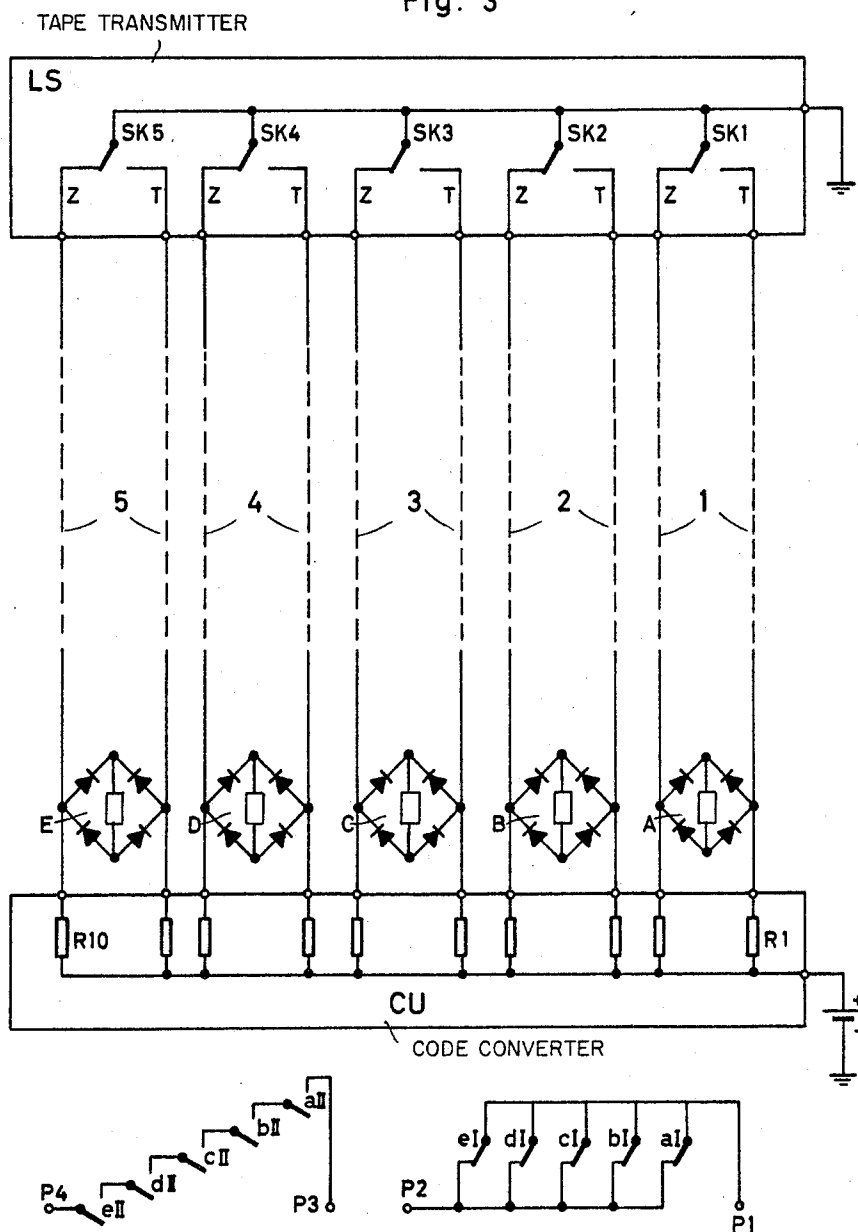 Fig. 3
TAPE TRANSMITTER
LS
SK5 SK4 SK3 SK2 SK1
Z T Z T Z T Z T Z T
5 4 3 2 1
E D C B A
R10 R1
CU
+
CODE CONVERTER
aII
bII
cII
dII
eII
eI dI cI bI aI
P4 P3 P2 P1